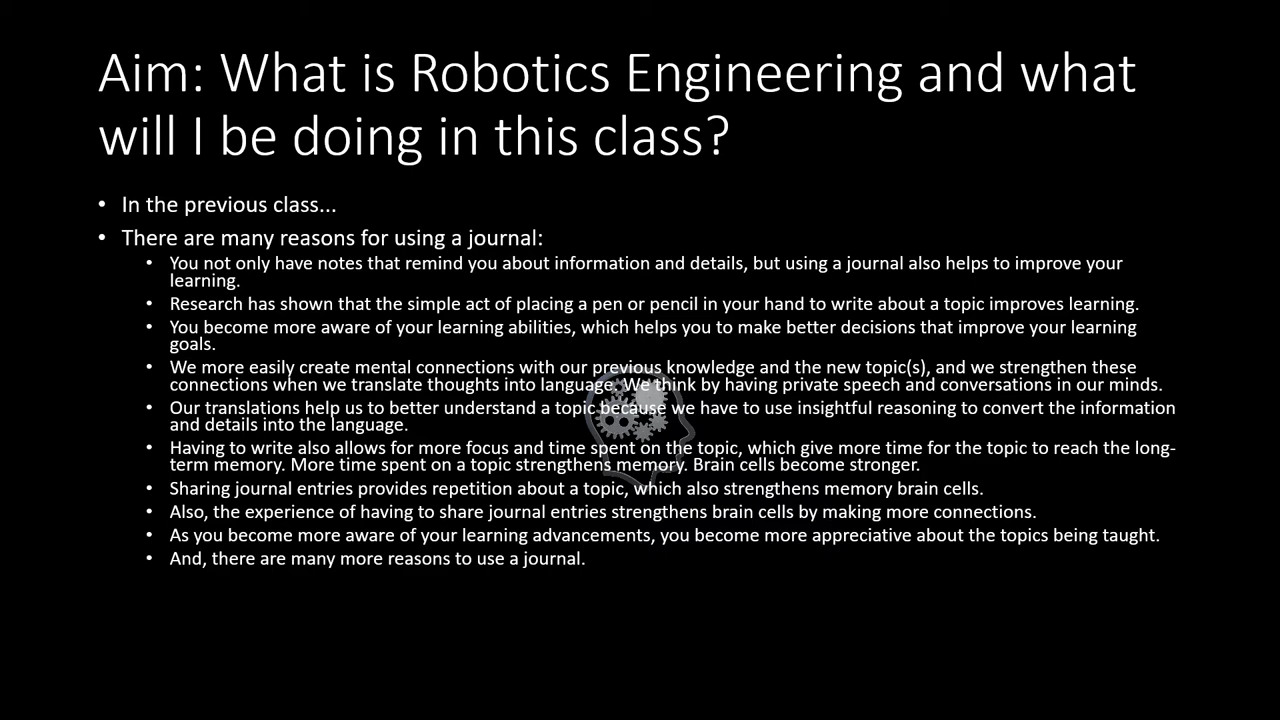 Aim: What is Robotics Engineering and what
will I be doing in this class?
• In the previous class...
• There are many reasons for using a journal:
• You not only have notes that remind you about information and details, but using a journal also helps to improve your
learning.
• Research has shown that the simple act of placing a pen or pencil in your hand to write about a topic improves learning.
• You become more aware of your learning abilities, which helps you to make better decisions that improve your learning
goals.
• We more easily create mental connections with our previous knowledge and the new topic(s), and we strengthen these
connections when we translate thoughts into language. We think by having private speech and conversations in our minds.
• Our translations help us to better understand a topic because we have to use insightful reasoning to convert the information
and details into the language.
• Having to write also allows for more focus and time spent on the topic, which give more time for the topic to reach the long-
term memory. More time spent on a topic strengthens memory. Brain cells become stronger.
• Sharing journal entries provides repetition about a topic, which also strengthens memory brain cells.
• Also, the experience of having to share journal entries strengthens brain cells by making more connections.
• As you become more aware of your learning advancements, you become more appreciative about the topics being taught.
• And, there are many more reasons to use a journal.